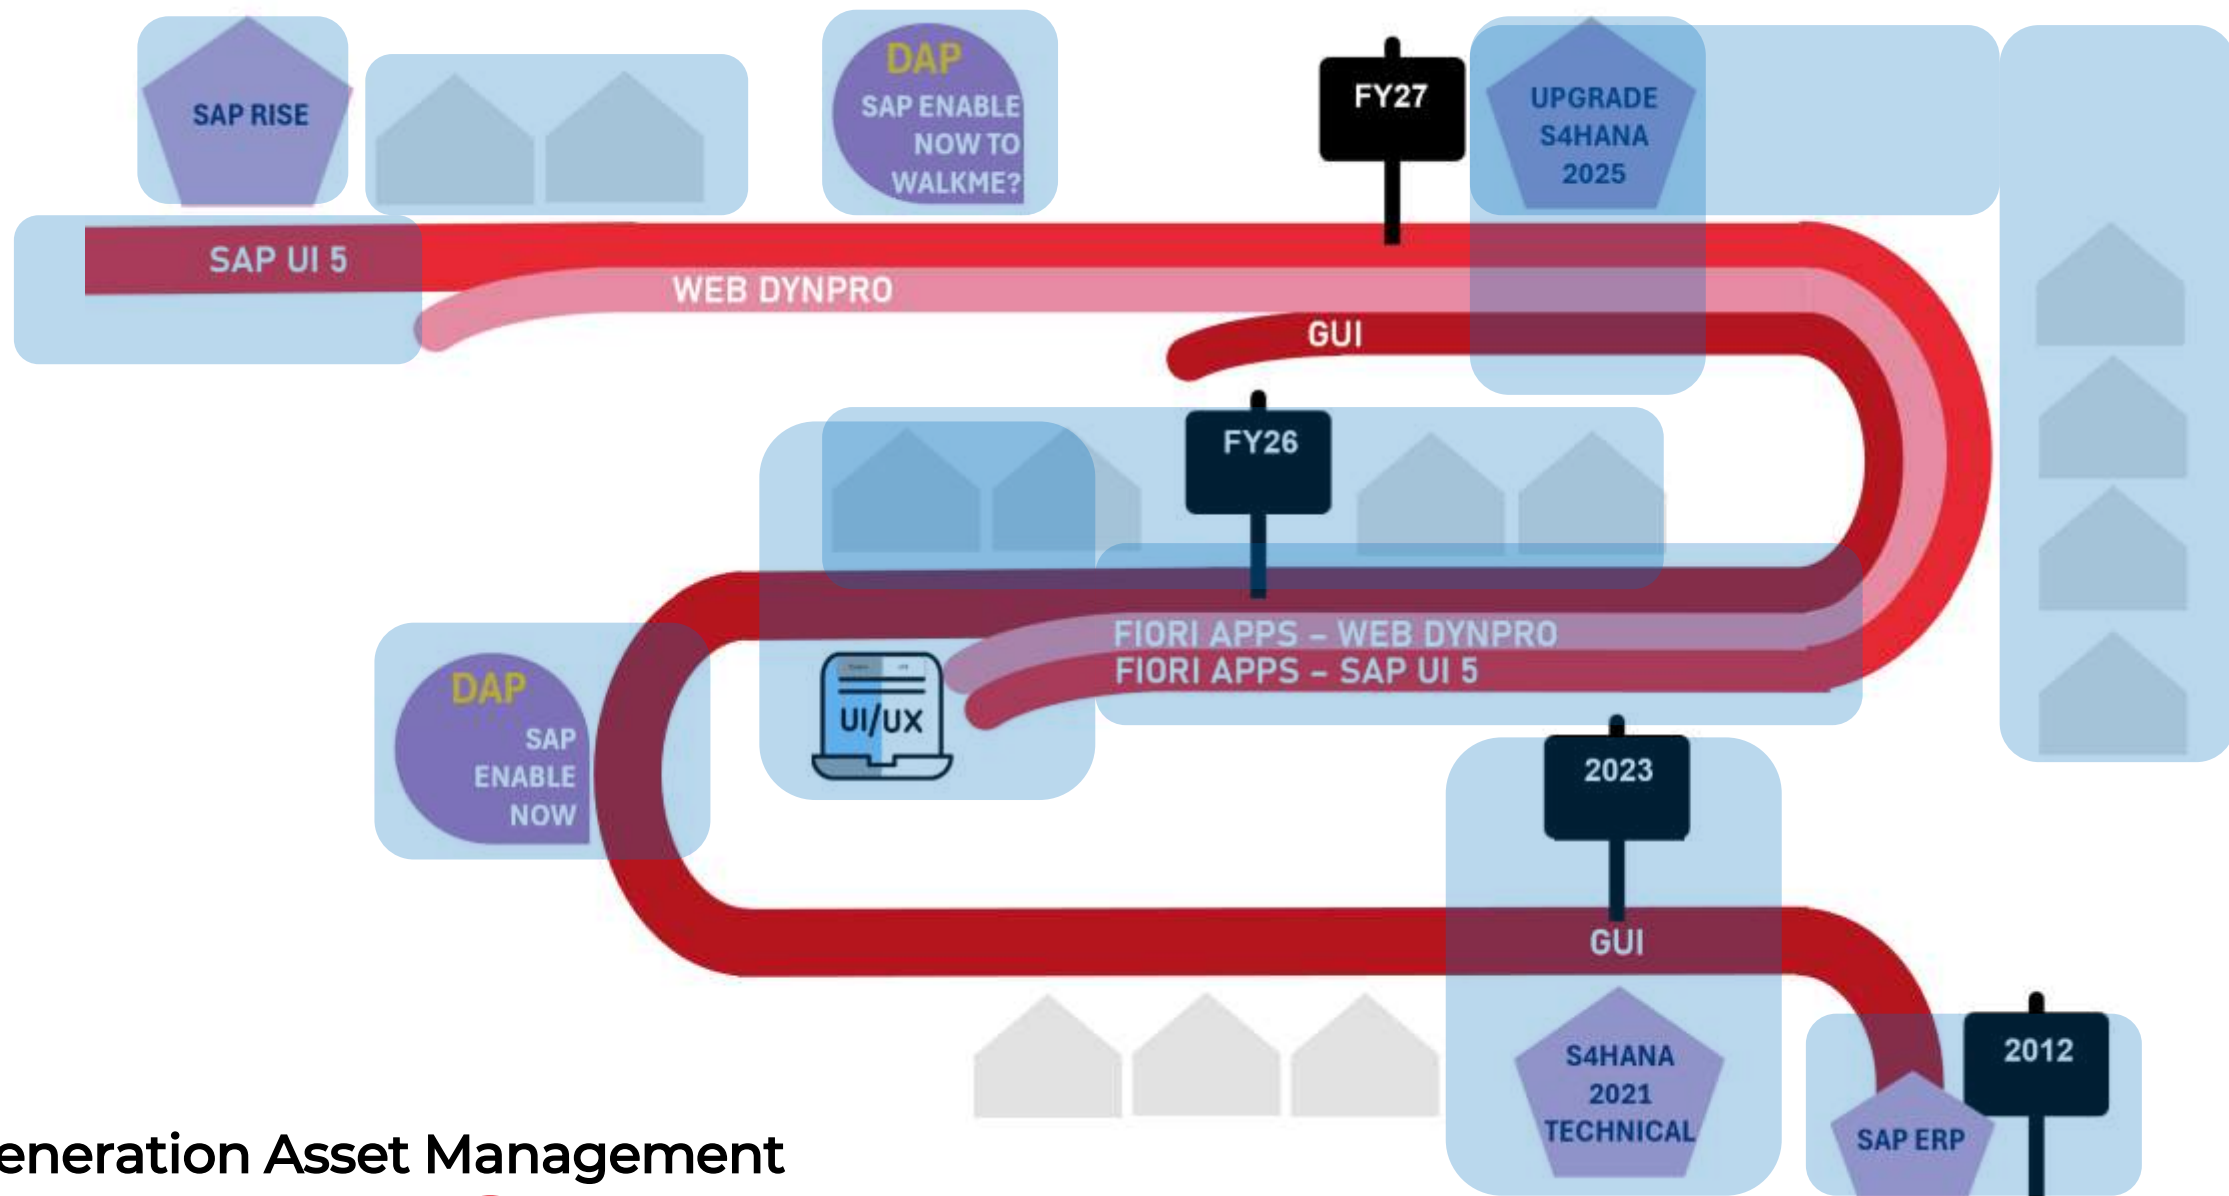 SAP RISE
DAP
SAP ENABLE
NOW TO
WALKME?
FY27
UPGRADE
S4HANA
2025
SAP UI 5
WEB DYNPRO
GUI
FY26
FIORI APPS – WEB DYNPRO
FIORI APPS – SAP UI 5
UI/UX
DAP
SAP
ENABLE
NOW
2023
GUI
S4HANA
2021
TECHNICAL
2012
SAP ERP
eneration Asset Management